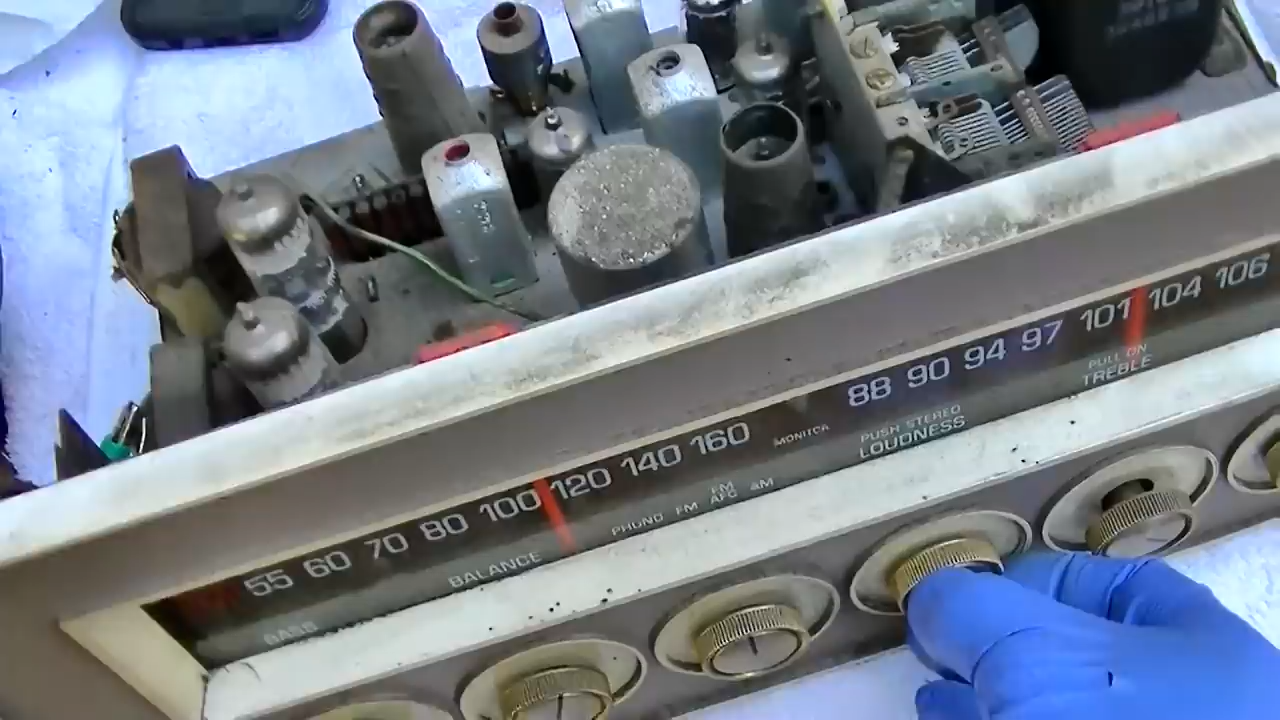 55 60 70 80 100 120 140 160
88 90 94 97 101 104 106
BASS
BALANCE
PHONO FM FM AFC AM
MONITOR
PUSH STEREO
LOUDNESS
PULL ON
TREBLE